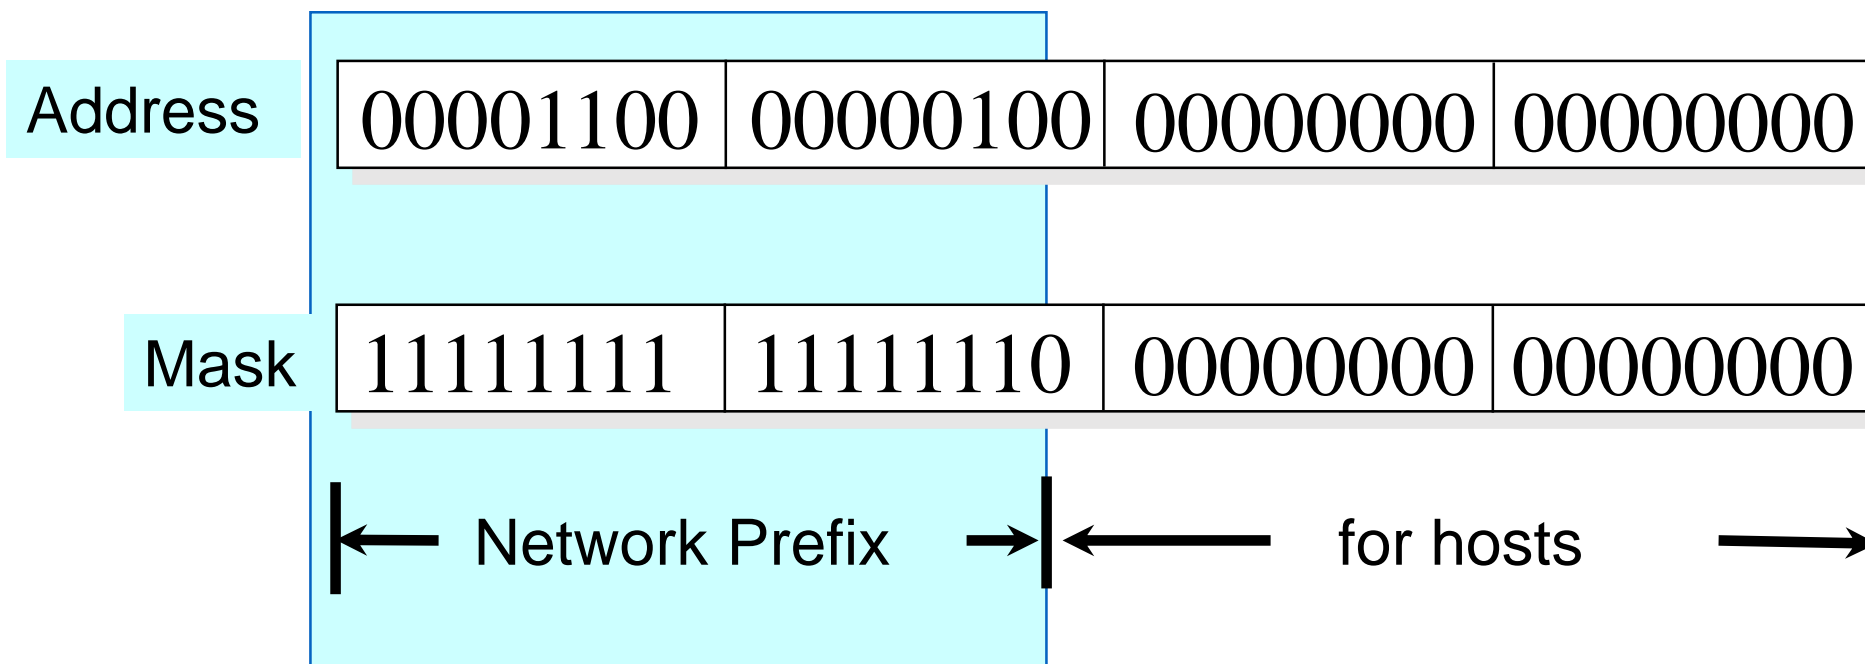 Address 00001100 00000100 00000000 00000000
Mask 11111111 11111110 00000000 00000000
Network Prefix for hosts